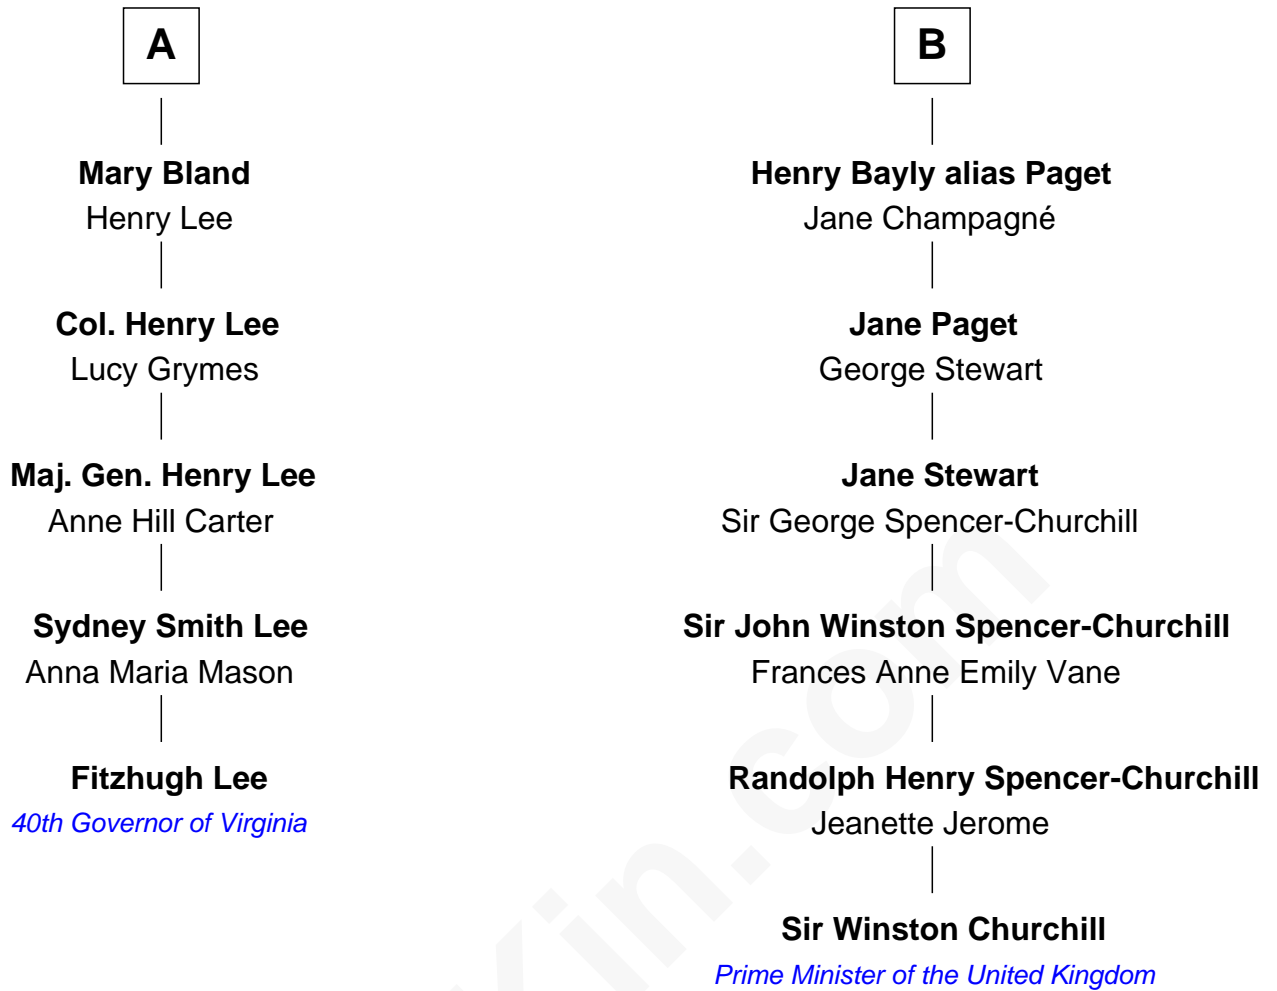 A
Mary Bland
Henry Lee
Col. Henry Lee
Lucy Grymes
Maj. Gen. Henry Lee
Anne Hill Carter
Sydney Smith Lee
Anna Maria Mason
Fitzhugh Lee
40th Governor of Virginia
B
Henry Bayly alias Paget
Jane Champagné
Jane Paget
George Stewart
Jane Stewart
Sir George Spencer-Churchill
Sir John Winston Spencer-Churchill
Frances Anne Emily Vane
Randolph Henry Spencer-Churchill
Jeanette Jerome
Sir Winston Churchill
Prime Minister of the United Kingdom
Kin.com